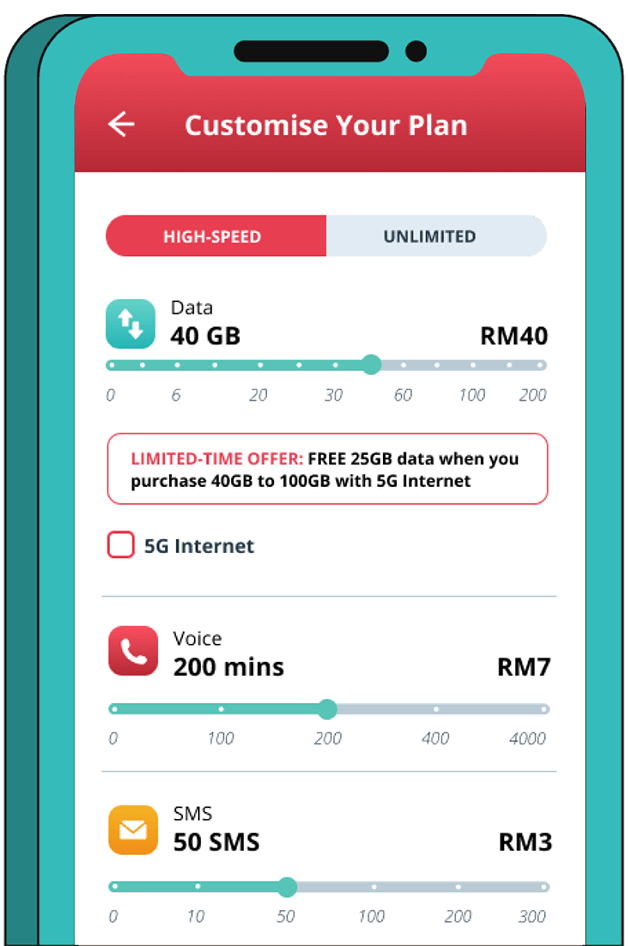 Customise Your Plan
HIGH-SPEED UNLIMITED
Data
40 GB RM40
0 6 20 30 60 100 200
LIMITED-TIME OFFER: FREE 25GB data when you
purchase 40GB to 100GB with 5G Internet
5G Internet
Voice
200 mins RM7
0 100 200 400 4000
SMS
50 SMS RM3
0 10 50 100 200 300